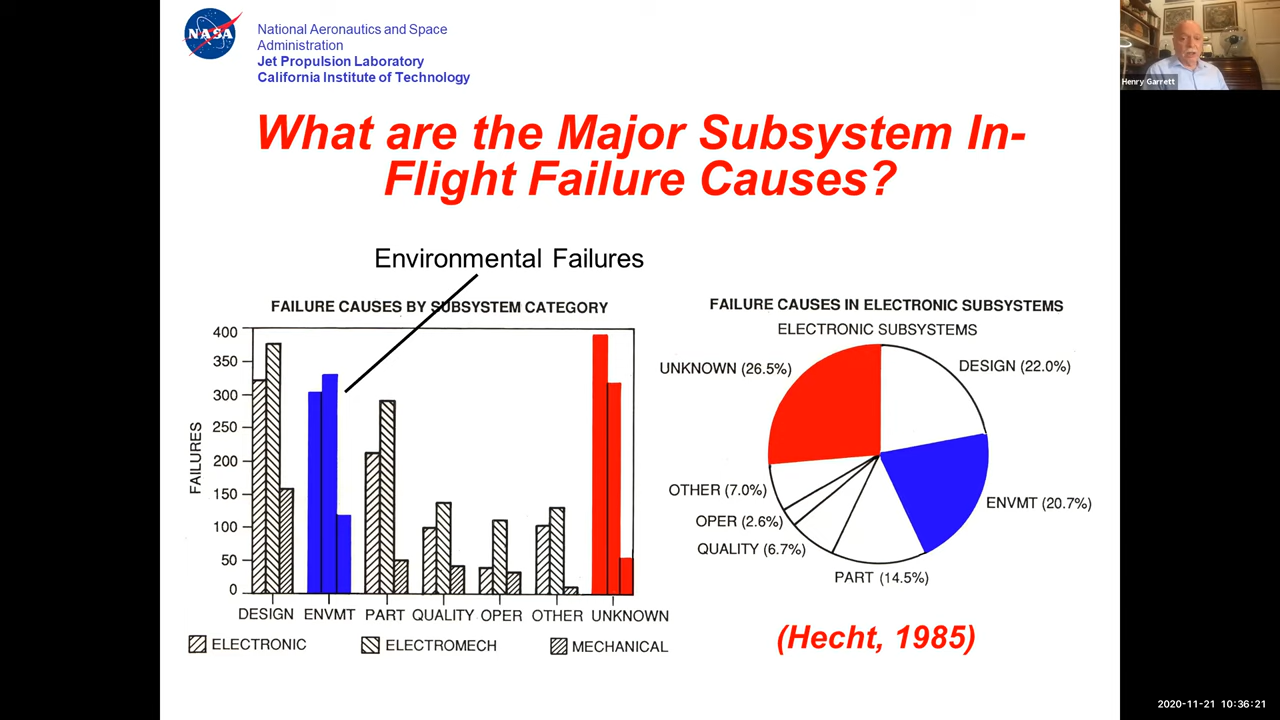 NASA
National Aeronautics and Space
Administration
Jet Propulsion Laboratory
California Institute of Technology
Henry Garrett
What are the Major Subsystem In-
Flight Failure Causes?
Environmental Failures
FAILURE CAUSES BY SUBSYSTEM CATEGORY
FAILURES
400
350
300
250
200
150
100
50
0
DESIGN ENVMT PART QUALITY OPER OTHER UNKNOWN
ELECTRONIC ELECTROMECH MECHANICAL
FAILURE CAUSES IN ELECTRONIC SUBSYSTEMS
ELECTRONIC SUBSYSTEMS
UNKNOWN (26.5%)
DESIGN (22.0%)
OTHER (7.0%)
ENVMT (20.7%)
OPER (2.6%)
QUALITY (6.7%)
PART (14.5%)
(Hecht, 1985)
2020-11-21 10:36:21